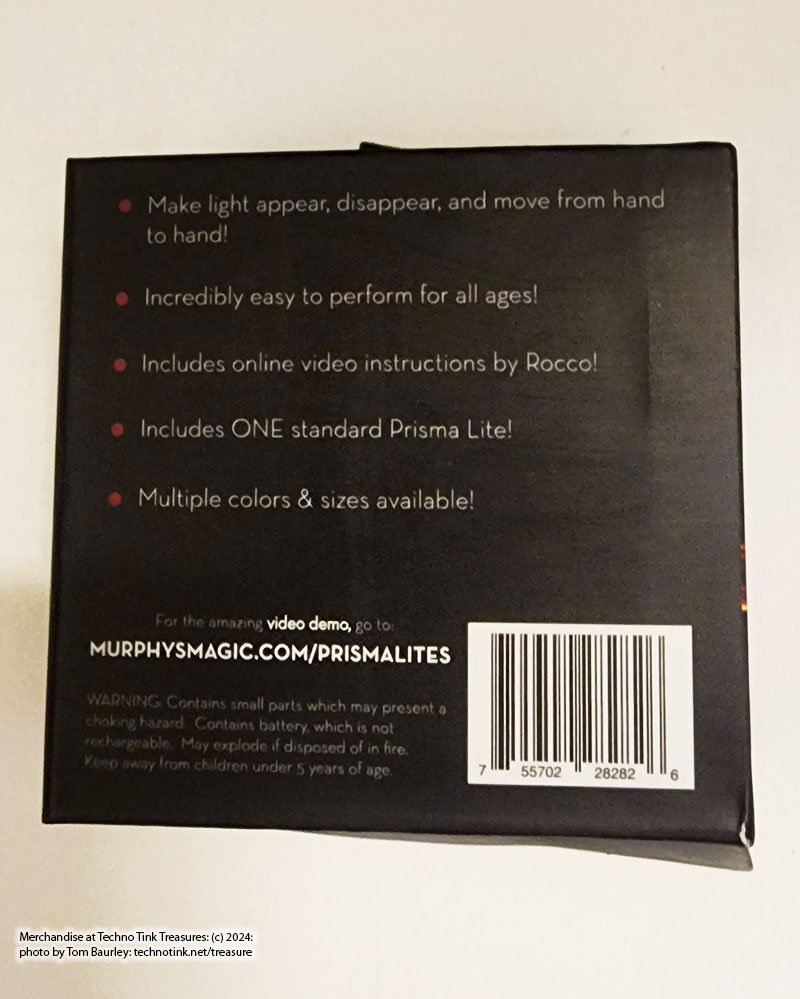 Make light appear, disappear, and move from hand
to hand!
Incredibly easy to perform for all ages!
Includes online video instructions by Rocco!
Includes ONE standard Prisma Lite!
Multiple colors & sizes available!
For the amazing video demo, go to:
MURPHYSMAGIC.COM/PRISMALITES
WARNING: Contains small parts which may present a
choking hazard. Contains battery, which is not
rechargeable. May explode if disposed of in fire.
Keep away from children under 5 years of age.
7 55702 28282 6
Merchandise at Techno Tink Treasures: (c) 2024:
photo by Tom Baurley: technotink.net/treasure